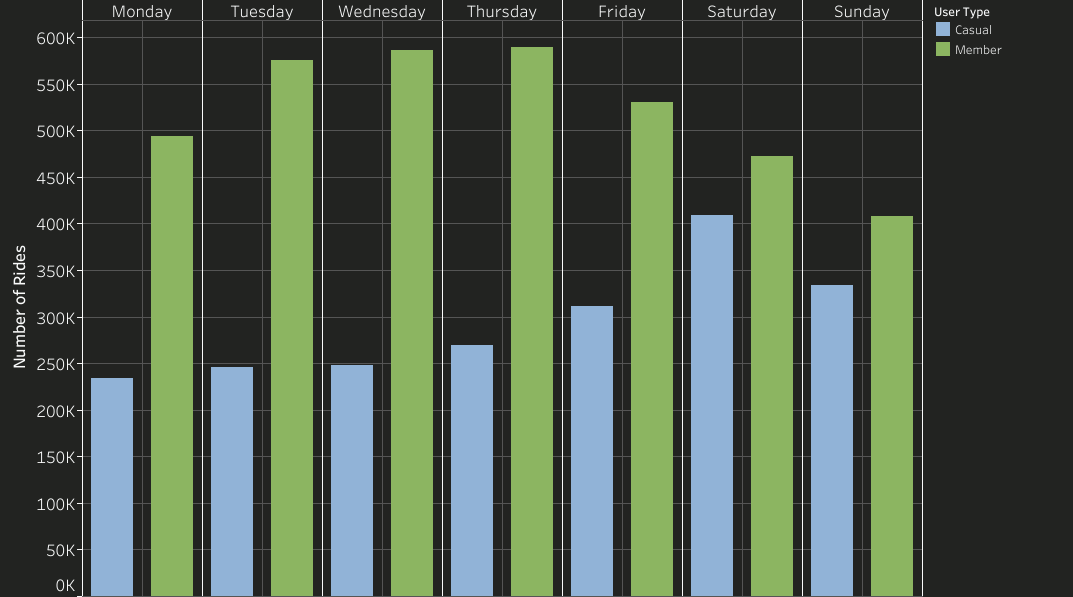 Monday Tuesday Wednesday Thursday Friday Saturday Sunday
User Type
Casual
Member
Number of Rides
600K
550K
500K
450K
400K
350K
300K
250K
200K
150K
100K
50K
0K